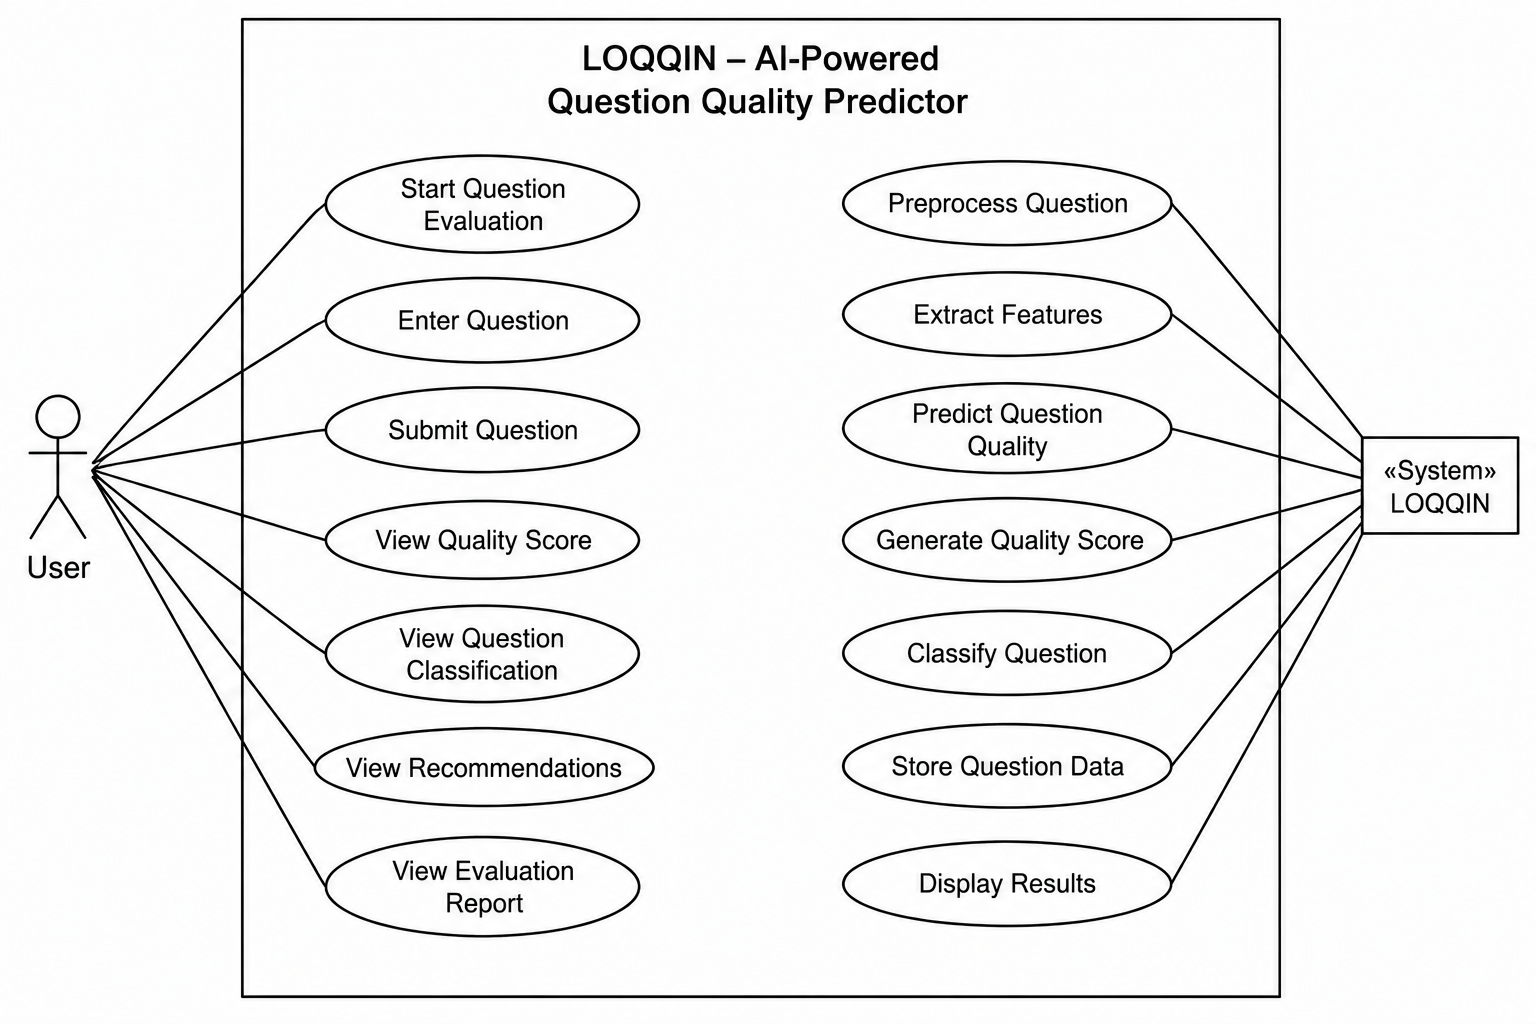 LOQQIN – AI-Powered
Question Quality Predictor
Start Question
Evaluation
Enter Question
Submit Question
View Quality Score
View Question
Classification
View Recommendations
View Evaluation
Report
Preprocess Question
Extract Features
Predict Question
Quality
Generate Quality Score
Classify Question
Store Question Data
Display Results
User
«System»
LOQQIN